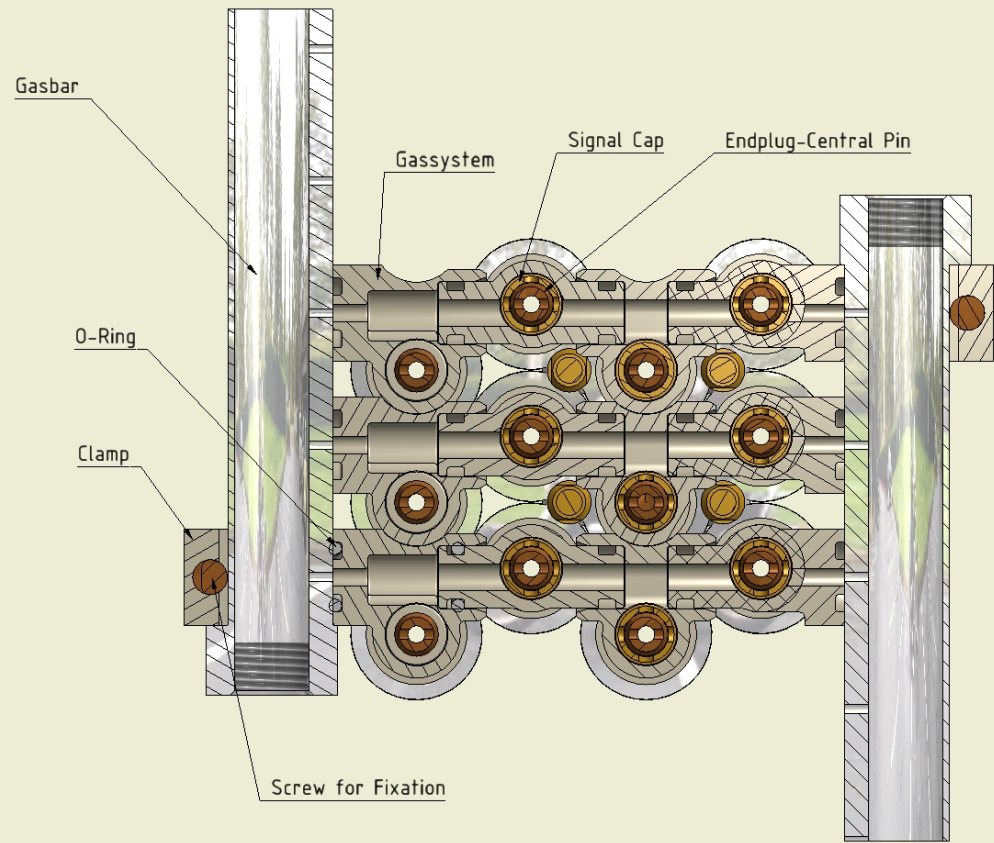 Gasbar
Signal Cap
Endplug-Central Pin
Gassystem
O-Ring
Clamp
Screw for Fixation